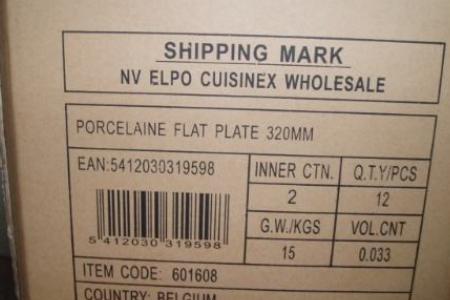 SHIPPING MARK
NV ELPO CUISINEX WHOLESALE
PORCELAINE FLAT PLATE 320MM
EAN:5412030319598
INNER CTN. Q.T.Y/PCS
2 12
G.W./KGS VOL.CNT
15 0.033
5 412030 319598
ITEM CODE: 601608
COUNTRY: BELGIUM